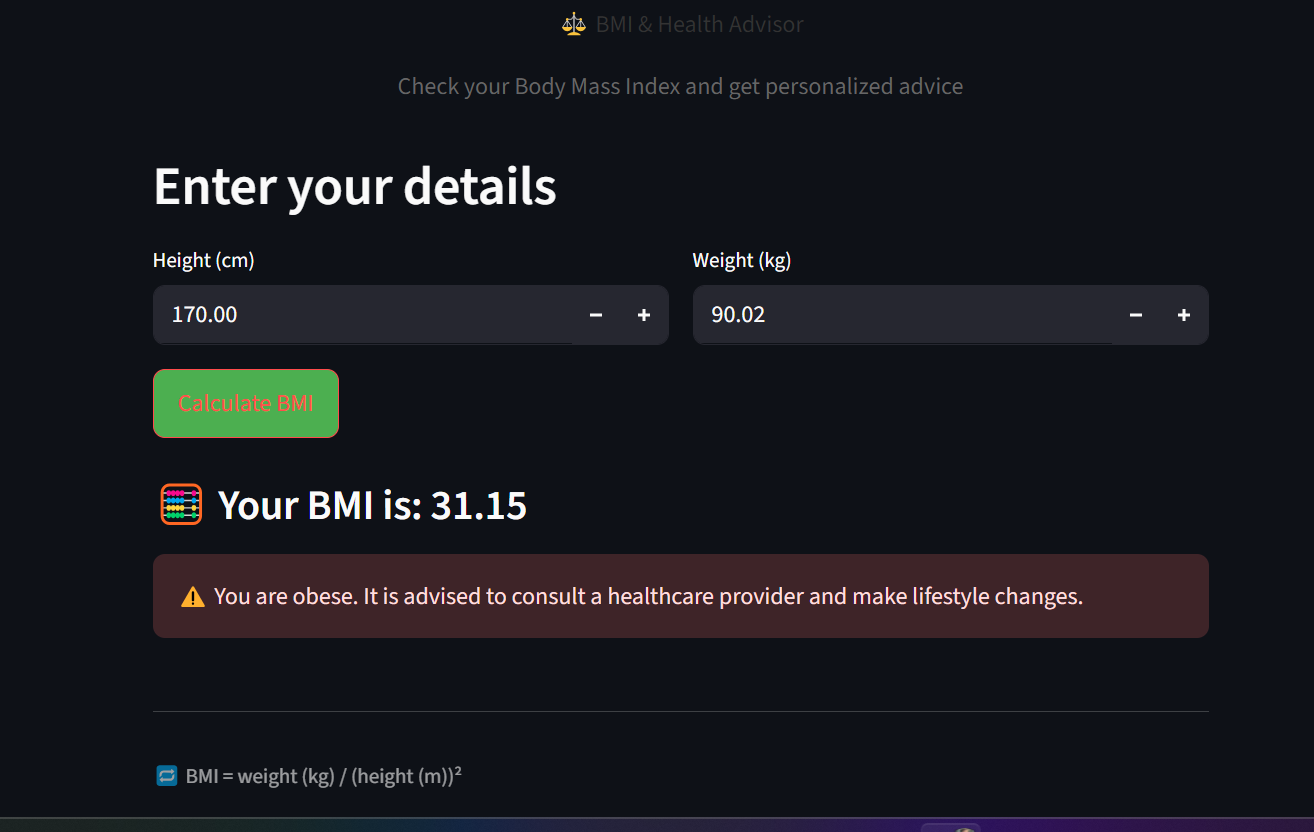 BMI & Health Advisor
Check your Body Mass Index and get personalized advice
Enter your details
Height (cm)
Weight (kg)
170.00
90.02
Calculate BMI
Your BMI is: 31.15
You are obese. It is advised to consult a healthcare provider and make lifestyle changes.
BMI = weight (kg) / (height (m))²